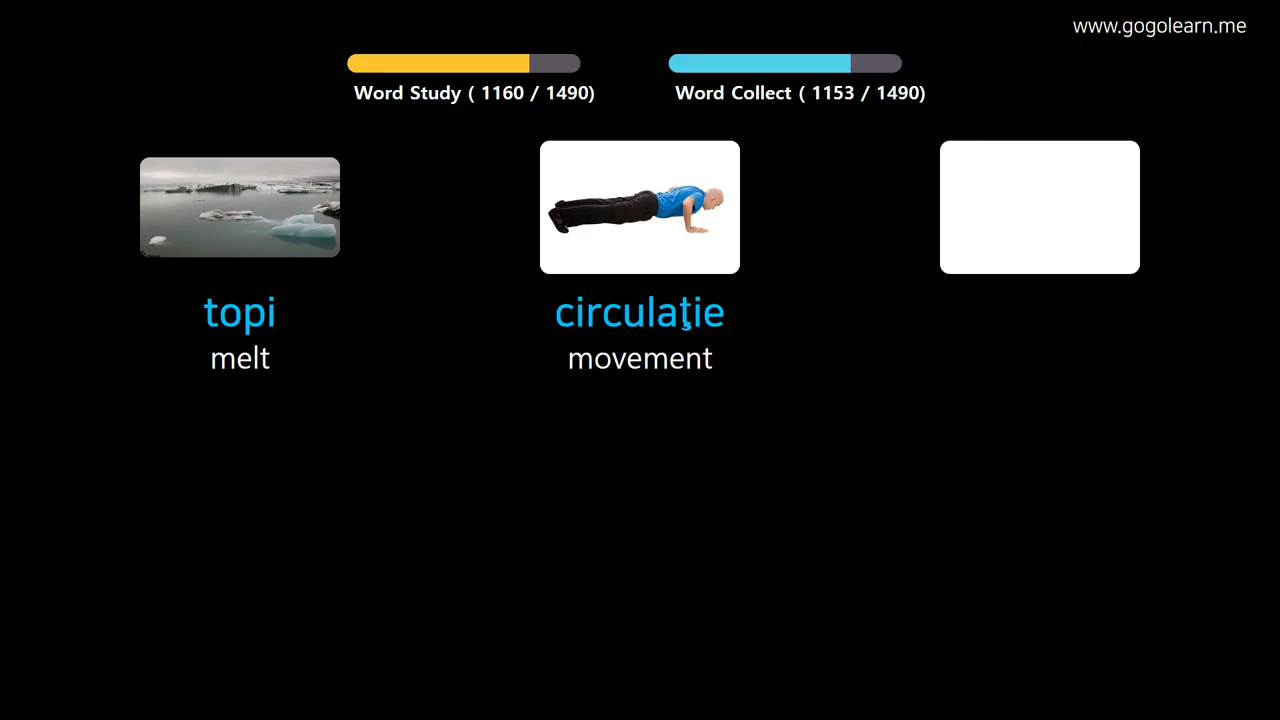 www.gogolearn.me
Word Study ( 1160 / 1490)
Word Collect ( 1153 / 1490)
topi
melt
circulaţie
movement